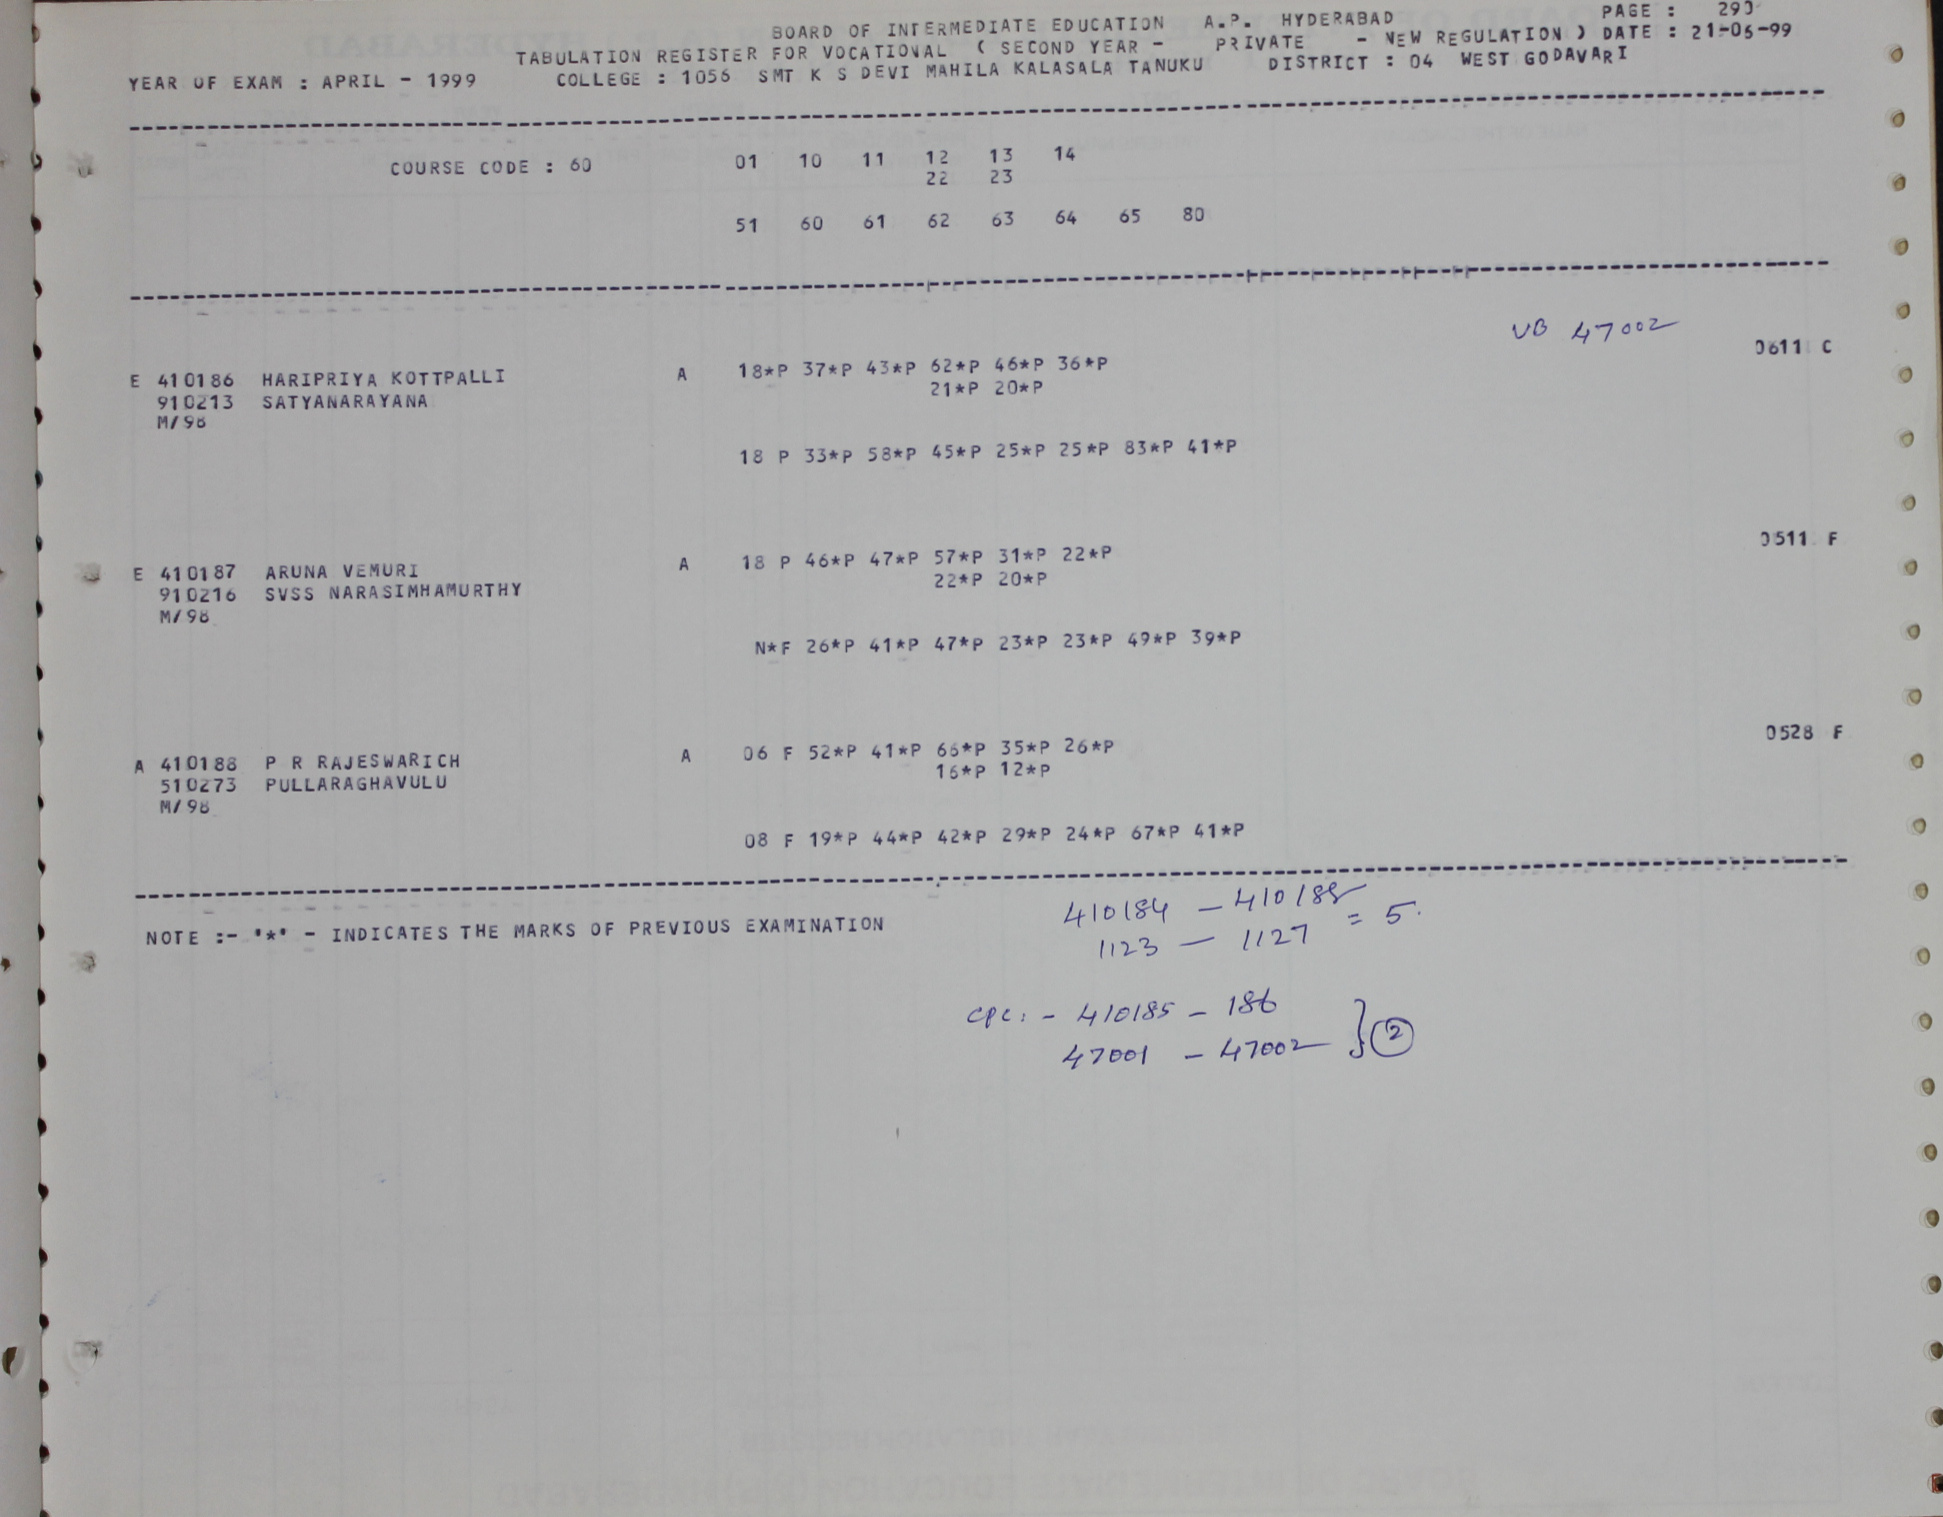 BOARD OF INTERMEDIATE EDUCATION A.P. HYDERABAD PAGE : 290
TABULATION REGISTER FOR VOCATIONAL ( SECOND YEAR - PRIVATE - NEW REGULATION ) DATE : 21-06-99
YEAR OF EXAM : APRIL - 1999 COLLEGE : 1056 SMT K S DEVI MAHILA KALASALA TANUKU DISTRICT : 04 WEST GODAVARI
COURSE CODE : 60 01 10 11 12 13 14
22 23
51 60 61 62 63 64 65 80
VB 47002
E 410186 HARIPRIYA KOTTPALLI A 18*P 37*P 43*P 62*P 46*P 36*P 0611 C
910213 SATYANARAYANA 21*P 20*P
M/98
18 P 33*P 58*P 45*P 25*P 25*P 83*P 41*P
E 410187 ARUNA VEMURI A 18 P 46*P 47*P 57*P 31*P 22*P 0511 F
910216 SVSS NARASIMHAMURTHY 22*P 20*P
M/98
N*F 26*P 41*P 47*P 23*P 23*P 49*P 39*P
A 410188 P R RAJESWARICH A 06 F 52*P 41*P 66*P 35*P 26*P 0528 F
510273 PULLARAGHAVULU 16*P 12*P
M/98
08 F 19*P 44*P 42*P 29*P 24*P 67*P 41*P
NOTE :- '*' - INDICATES THE MARKS OF PREVIOUS EXAMINATION
410184 - 410188 = 5.
1123 - 1127
CPC: - 410185 - 186
47001 - 47002 } 2